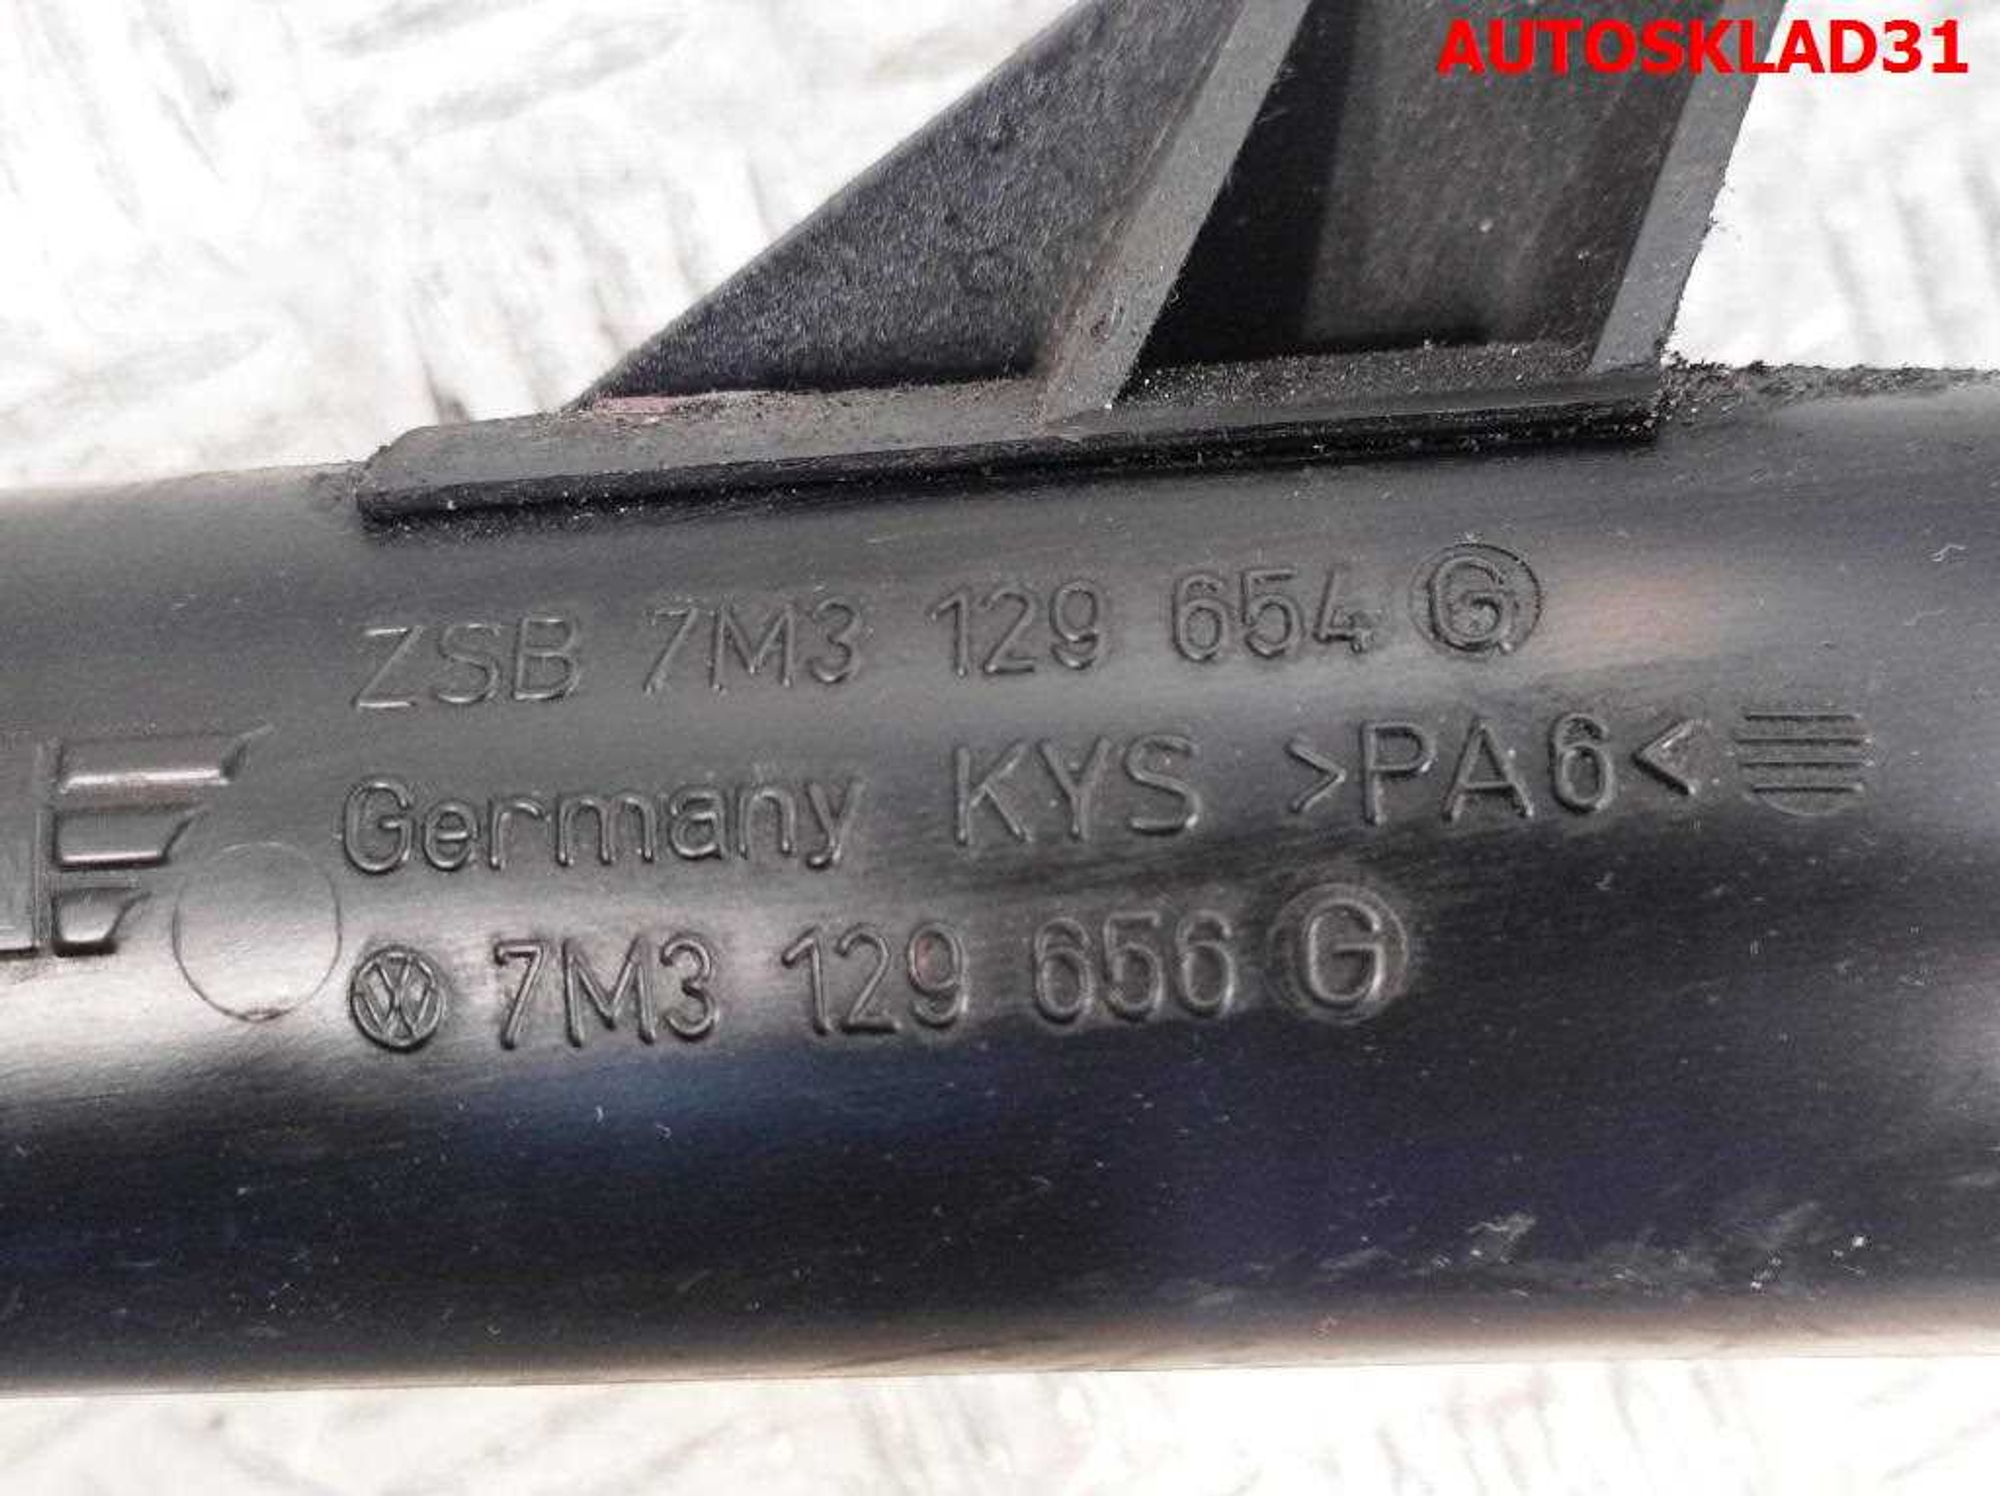 AUTOSKLAD31
ZSB 7M3 129 654 G
Germany KYS >PA6<
7M3 129 656 G